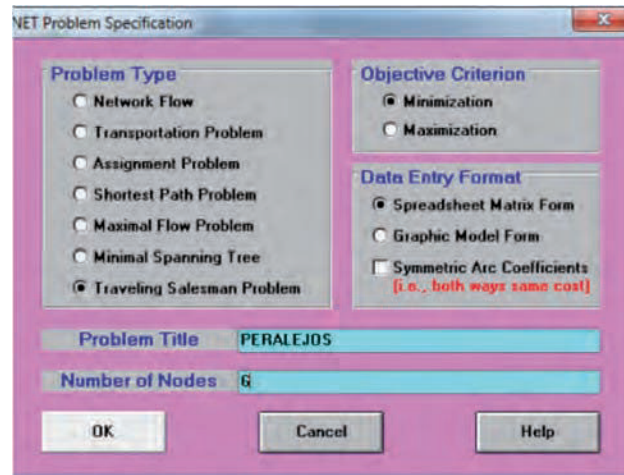 NET Problem Specification
Problem Type
Network Flow
Transportation Problem
Assignment Problem
Shortest Path Problem
Maximal Flow Problem
Minimal Spanning Tree
Traveling Salesman Problem
Objective Criterion
Minimization
Maximization
Data Entry Format
Spreadsheet Matrix Form
Graphic Model Form
Symmetric Arc Coefficients
(i.e., both ways same cost)
Problem Title PERALEJOS
Number of Nodes 6
OK Cancel Help